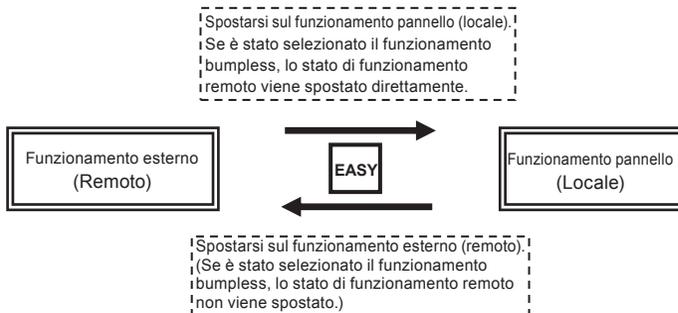 Spostarsi sul funzionamento pannello (locale).
Se è stato selezionato il funzionamento
bumpless, lo stato di funzionamento
remoto viene spostato direttamente.
Funzionamento esterno
(Remoto)
EASY
Funzionamento pannello
(Locale)
Spostarsi sul funzionamento esterno (remoto).
(Se è stato selezionato il funzionamento
bumpless, lo stato di funzionamento remoto
non viene spostato.)